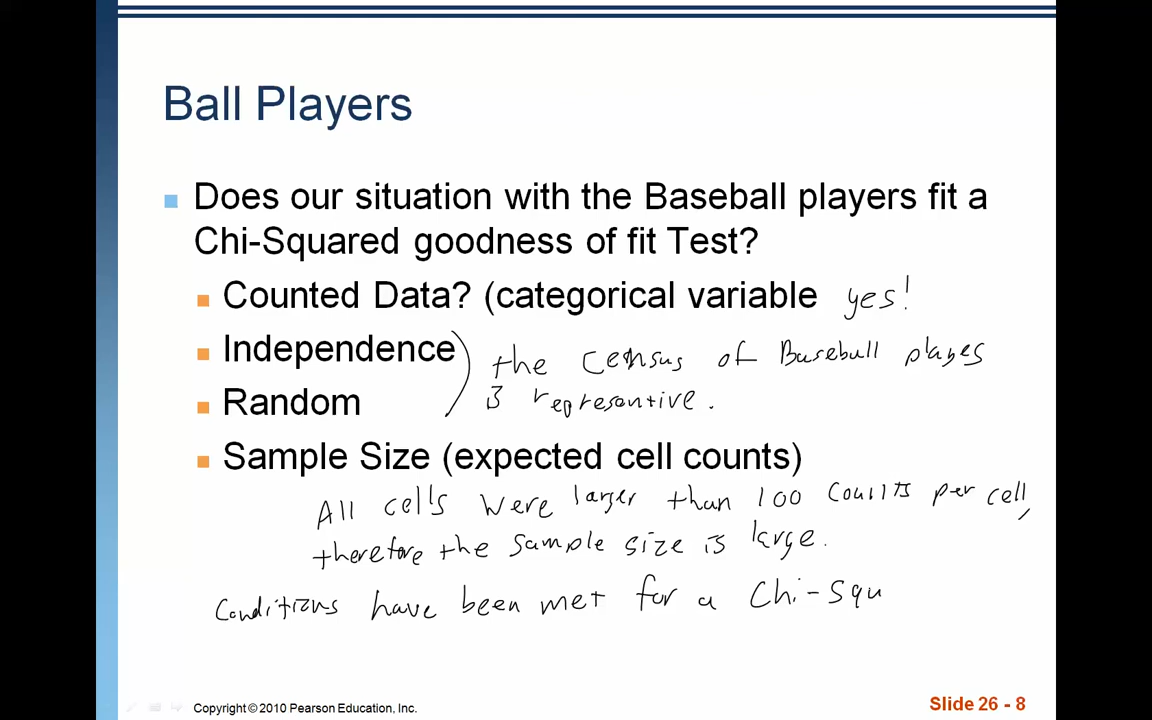 Ball Players
Does our situation with the Baseball players fit a
Chi-Squared goodness of fit Test?
Counted Data? (categorical variable yes!
Independence
the census of Baseball players
Random
is representive.
Sample Size (expected cell counts)
All cells were larger than 100 counts per cell,
therefore the sample size is large.
Conditions have been met for a Chi-Squ
Copyright © 2010 Pearson Education, Inc.
Slide 26 - 8